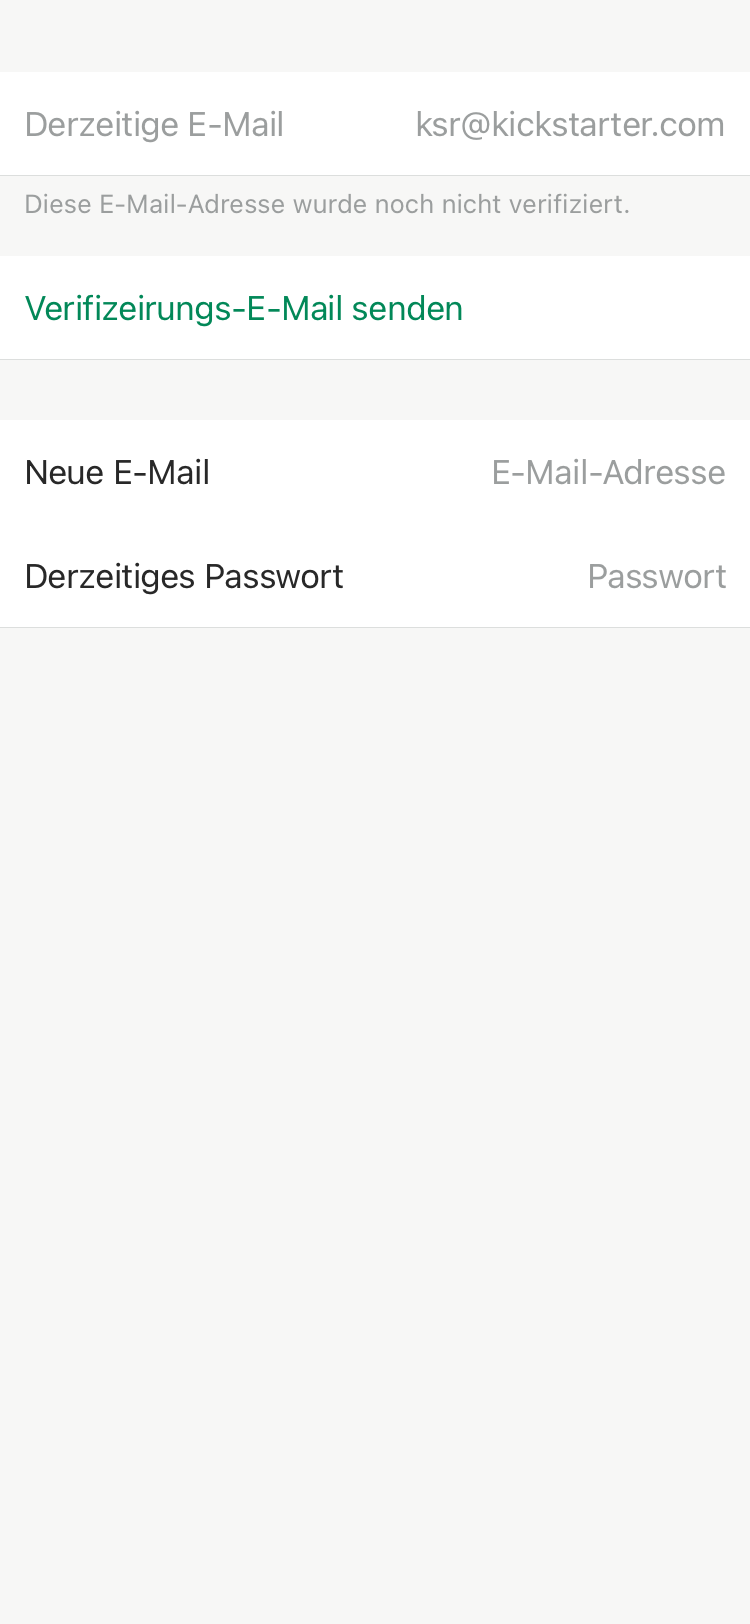 Derzeitige E-Mail ksr@kickstarter.com
Diese E-Mail-Adresse wurde noch nicht verifiziert.
Verifizeirungs-E-Mail senden
Neue E-Mail E-Mail-Adresse
Derzeitiges Passwort Passwort